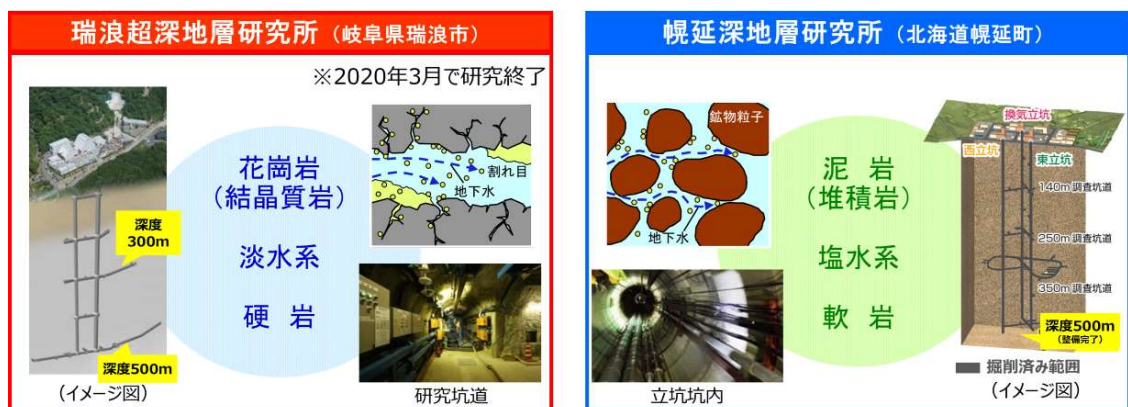 瑞浪超深地層研究所（岐阜県瑞浪市）
※2020年3月で研究終了
花崗岩
（結晶質岩）
淡水系
硬 岩
割れ目
地下水
深度
300m
深度500m
（イメージ図）
研究坑道
幌延深地層研究所（北海道幌延町）
鉱物粒子
地下水
泥 岩
（堆積岩）
塩水系
軟 岩
換気立坑
西立坑
東立坑
140m調査坑道
250m調査坑道
350m調査坑道
深度500m
（整備完了）
掘削済み範囲
立坑坑内
（イメージ図）